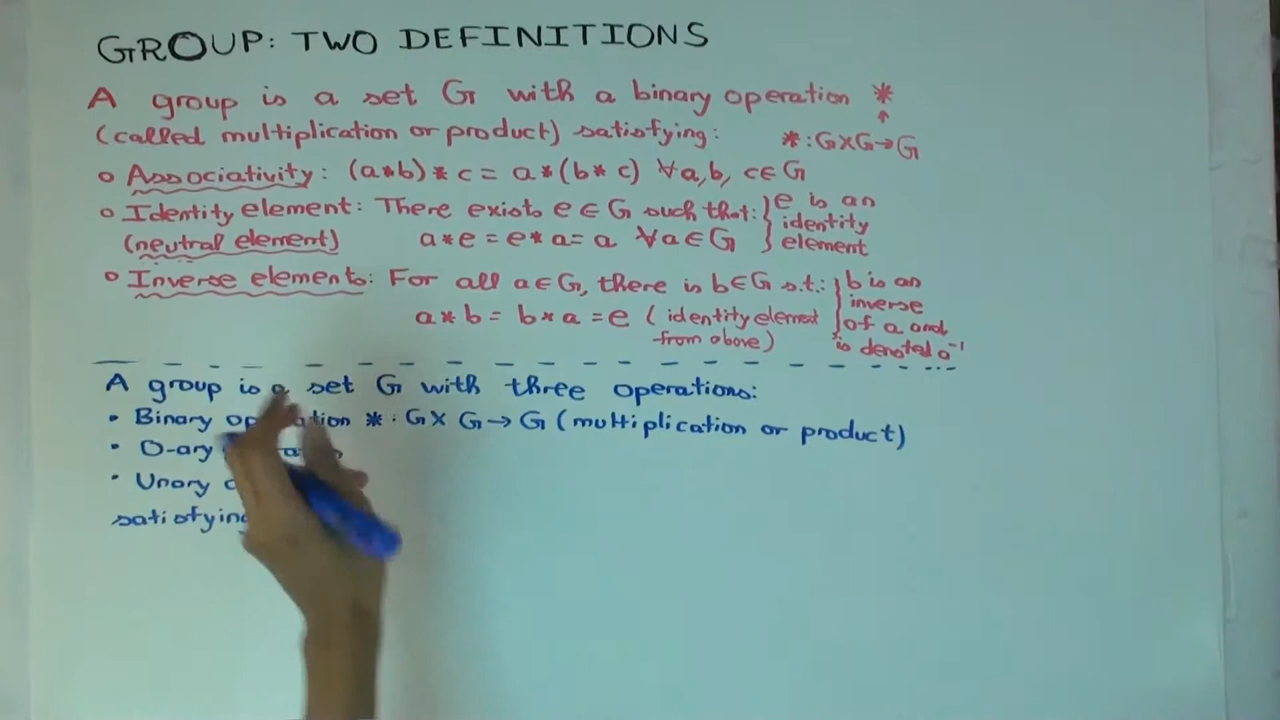 GROUP: TWO DEFINITIONS
A group is a set G with a binary operation *
(called multiplication or product) satisfying: *:G×G→G
Associativity: (a*b)*c = a*(b*c) ∀a,b, c∈G
Identity element: There exists e∈G such that: } e is an
(neutral element) a*e = e*a = a ∀a∈G } identity element
Inverse elements: For all a∈G, there is b∈G s.t.: } b is an
a*b = b*a = e (identity element } inverse of a and
from above) is denoted a⁻¹
A group is a set G with three operations:
• Binary operation *: G×G→G (multiplication or product)
• 0-ary
• Unary
satisfying